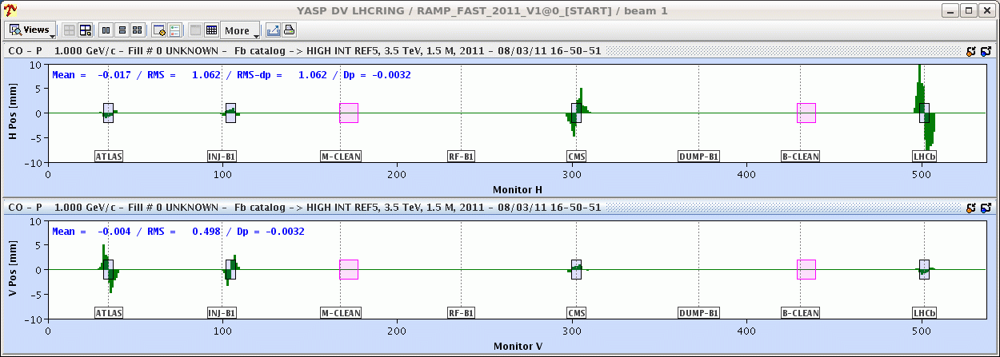 YASP DV LHCRING / RAMP_FAST_2011_V1@0_[START] / beam 1
Views More
CO - P 1.000 GeV/c - Fill # 0 UNKNOWN - Fb catalog -> HIGH INT REF5, 3.5 TeV, 1.5 M, 2011 - 08/03/11 16-50-51
Mean = -0.017 / RMS = 1.062 / RMS-dp = 1.062 / Dp = -0.0032
H Pos [mm]
10
5
0
-5
-10
ATLAS INJ-B1 M-CLEAN RF-B1 CMS DUMP-B1 B-CLEAN LHCb
0 100 200 300 400 500
Monitor H
CO - P 1.000 GeV/c - Fill # 0 UNKNOWN - Fb catalog -> HIGH INT REF5, 3.5 TeV, 1.5 M, 2011 - 08/03/11 16-50-51
Mean = -0.004 / RMS = 0.498 / Dp = -0.0032
V Pos [mm]
10
5
0
-5
-10
ATLAS INJ-B1 M-CLEAN RF-B1 CMS DUMP-B1 B-CLEAN LHCb
0 100 200 300 400 500
Monitor V